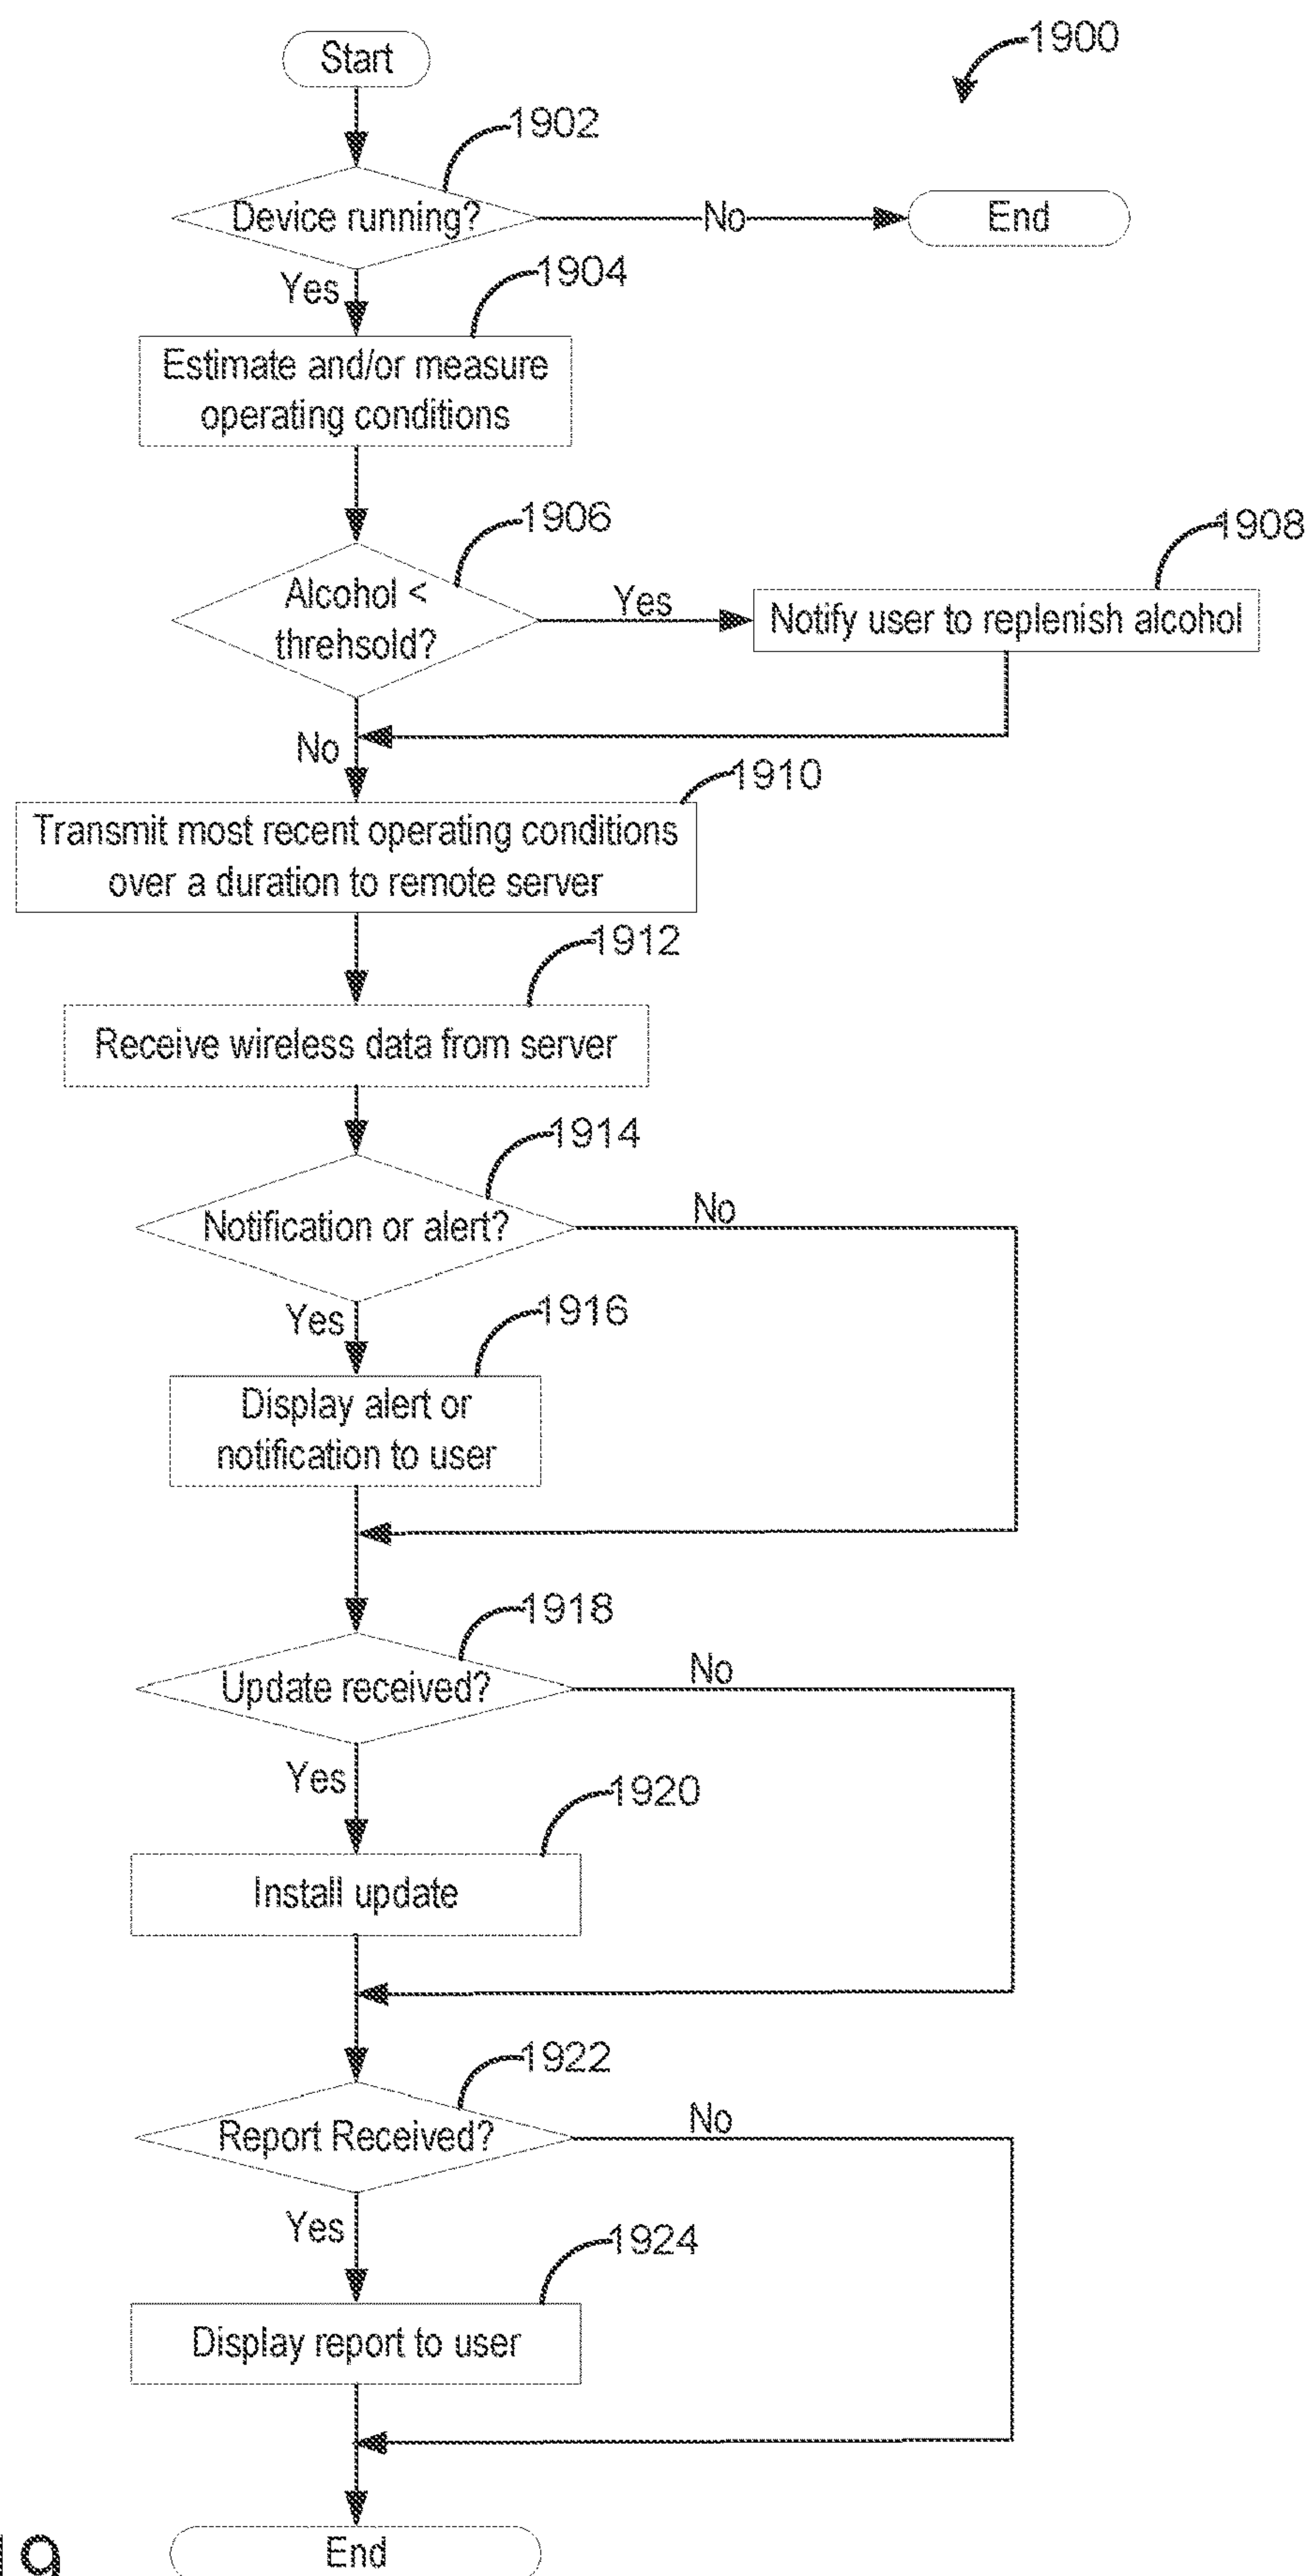 Start
1900
1902
Device running?
No
End
Yes
1904
Estimate and/or measure
operating conditions
1906
Alcohol <
threhsold?
Yes
1908
Notify user to replenish alcohol
No
1910
Transmit most recent operating conditions
over a duration to remote server
1912
Receive wireless data from server
1914
Notification or alert?
No
Yes
1916
Display alert or
notification to user
1918
Update received?
No
Yes
1920
Install update
1922
Report Received?
No
Yes
1924
Display report to user
End
19